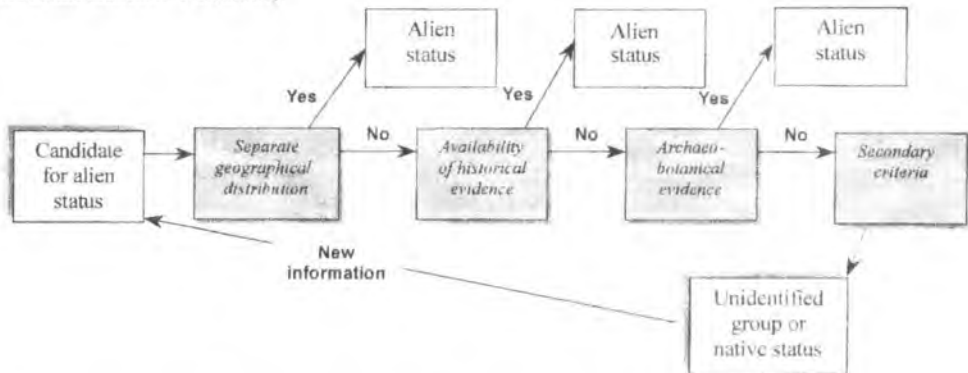 Alien
status
Alien
status
Alien
status
Yes
Yes
Yes
No
No
No
Candidate
for alien
status
Separate
geographical
distribution
Availability
of historical
evidence
Archaeo-
botanical
evidence
Secondary
criteria
New
information
Unidentified
group or
native status